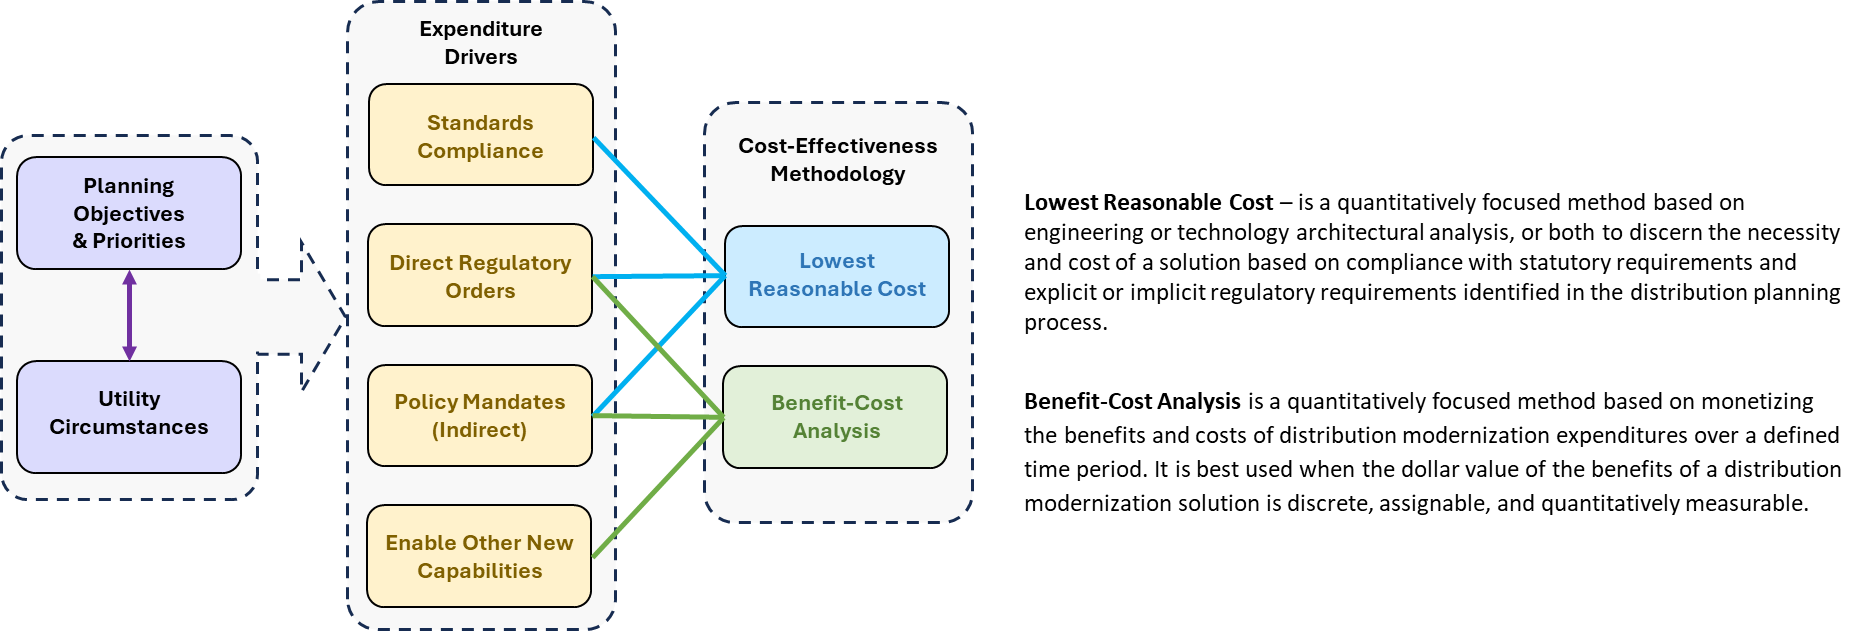 Planning
Objectives
& Priorities
Utility
Circumstances
Expenditure
Drivers
Standards
Compliance
Direct Regulatory
Orders
Policy Mandates
(Indirect)
Enable Other New
Capabilities
Cost-Effectiveness
Methodology
Lowest
Reasonable Cost
Benefit-Cost
Analysis
Lowest Reasonable Cost – is a quantitatively focused method based on
engineering or technology architectural analysis, or both to discern the necessity
and cost of a solution based on compliance with statutory requirements and
explicit or implicit regulatory requirements identified in the distribution planning
process.
Benefit-Cost Analysis is a quantitatively focused method based on monetizing
the benefits and costs of distribution modernization expenditures over a defined
time period. It is best used when the dollar value of the benefits of a distribution
modernization solution is discrete, assignable, and quantitatively measurable.